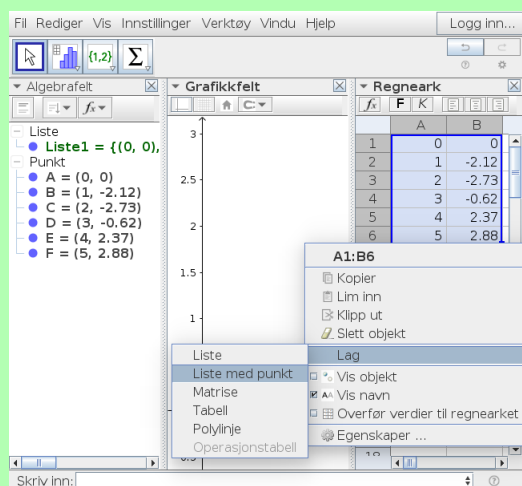 Fil Rediger Vis Innstillinger Verktøy Vindu Hjelp Logg inn...
{1,2} Σ
Algebrafelt
Grafikkfelt
Regneark
fx
fx F K
Liste
Liste1 = {(0, 0),
Punkt
A = (0, 0)
B = (1, -2.12)
C = (2, -2.73)
D = (3, -0.62)
E = (4, 2.37)
F = (5, 2.88)
3
2.5
2
1.5
1
A B
1 0 0
2 1 -2.12
3 2 -2.73
4 3 -0.62
5 4 2.37
6 5 2.88
A1:B6
Kopier
Lim inn
Klipp ut
Slett objekt
Lag
Vis objekt
AA Vis navn
Overfør verdier til regnearket
Egenskaper ...
Liste
Liste med punkt
Matrise
Tabell
Polylinje
Operasjonstabell
Skriv inn: